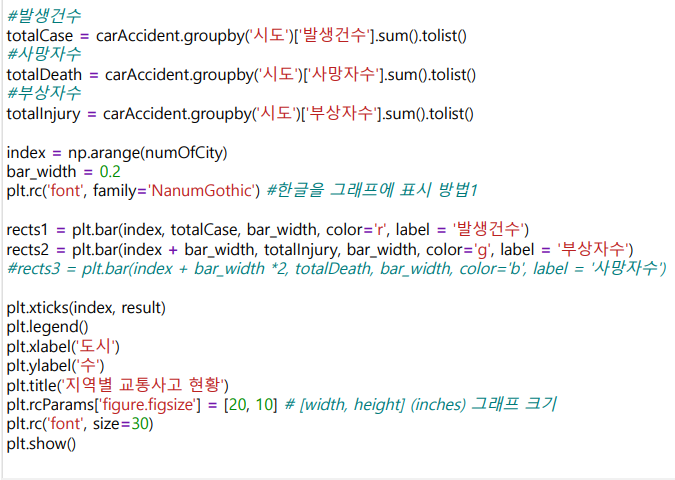 #발생건수
totalCase = carAccident.groupby('시도')['발생건수'].sum().tolist()
#사망자수
totalDeath = carAccident.groupby('시도')['사망자수'].sum().tolist()
#부상자수
totalInjury = carAccident.groupby('시도')['부상자수'].sum().tolist()
index = np.arange(numOfCity)
bar_width = 0.2
plt.rc('font', family='NanumGothic') #한글을 그래프에 표시 방법1
rects1 = plt.bar(index, totalCase, bar_width, color='r', label = '발생건수')
rects2 = plt.bar(index + bar_width, totalInjury, bar_width, color='g', label = '부상자수')
#rects3 = plt.bar(index + bar_width *2, totalDeath, bar_width, color='b', label = '사망자수')
plt.xticks(index, result)
plt.legend()
plt.xlabel('도시')
plt.ylabel('수')
plt.title('지역별 교통사고 현황')
plt.rcParams['figure.figsize'] = [20, 10] # [width, height] (inches) 그래프 크기
plt.rc('font', size=30)
plt.show()